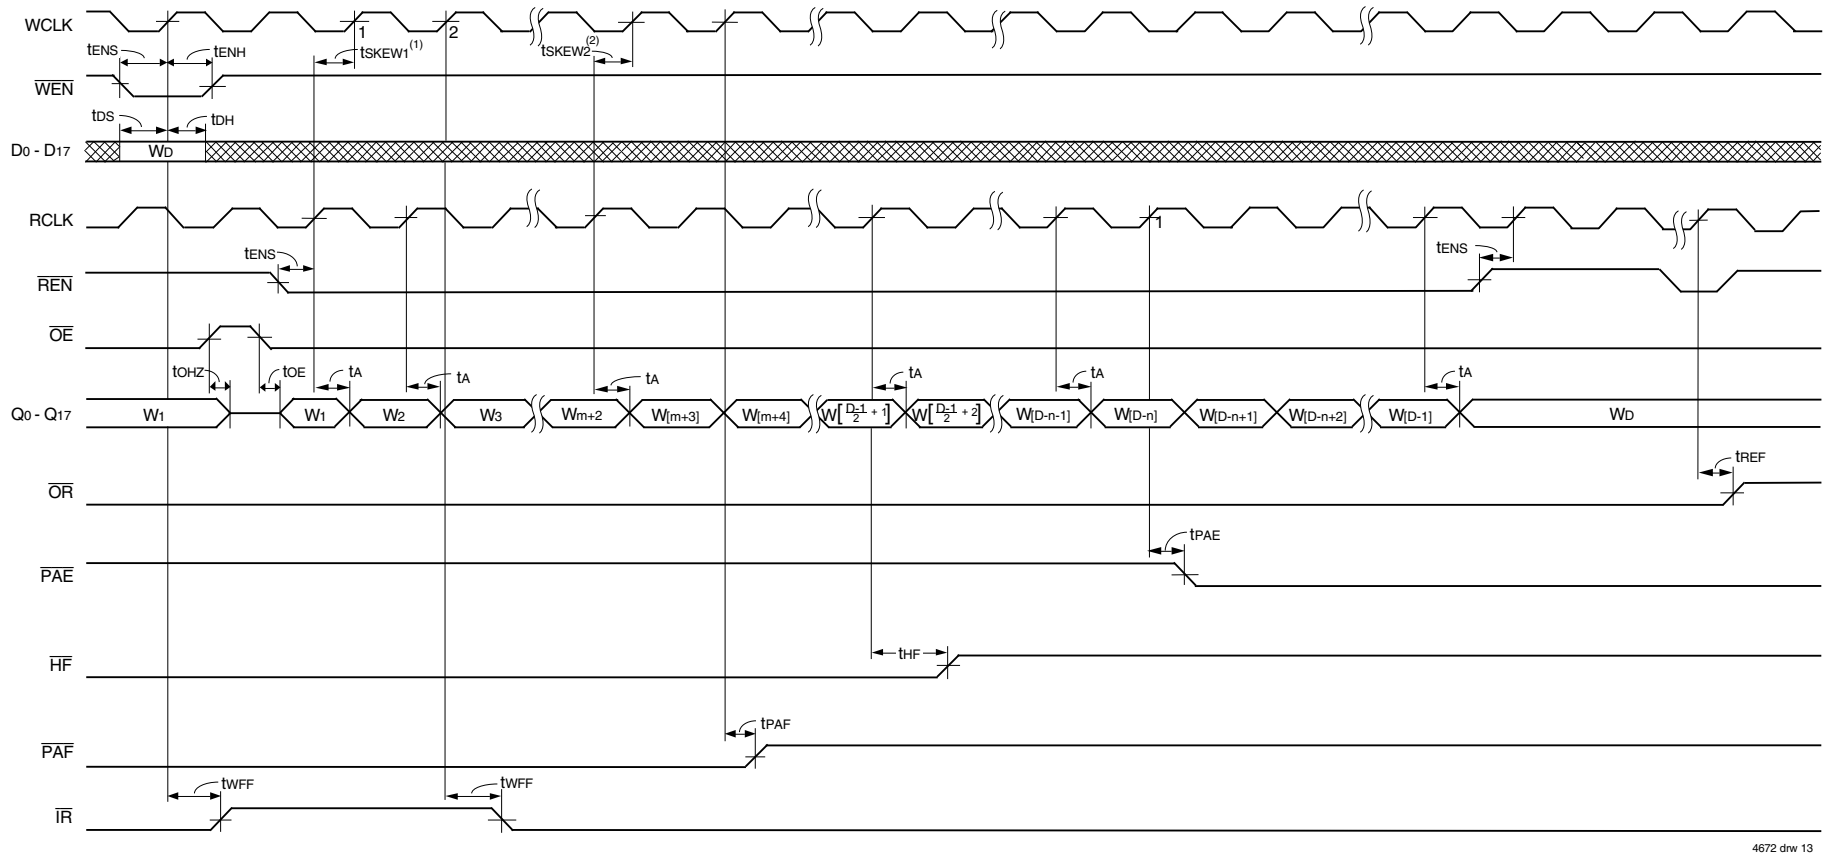 WCLK
1
2
tENS
tENH
tSKEW1(1)
tSKEW2(2)
WEN
tDS
tDH
D0 - D17
WD
RCLK
1
tENS
tENS
REN
OE
tOHZ
tOE
tA
tA
tA
tA
tA
tA
Q0 - Q17
W1
W1
W2
W3
Wm+2
W[m+3]
W[m+4]
W[D-1/2 + 1]
W[D-1/2 + 2]
W[D-n-1]
W[D-n]
W[D-n+1]
W[D-n+2]
W[D-1]
WD
tREF
OR
tPAE
PAE
tHF
HF
tPAF
PAF
tWFF
tWFF
IR
4672 drw 13